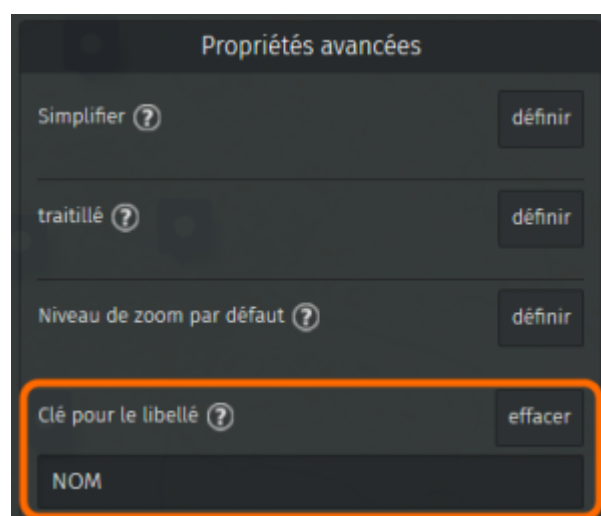 Propriétés avancées
Simplifier ? définir
traitillé ? définir
Niveau de zoom par défaut ? définir
Clé pour le libellé ? effacer
NOM